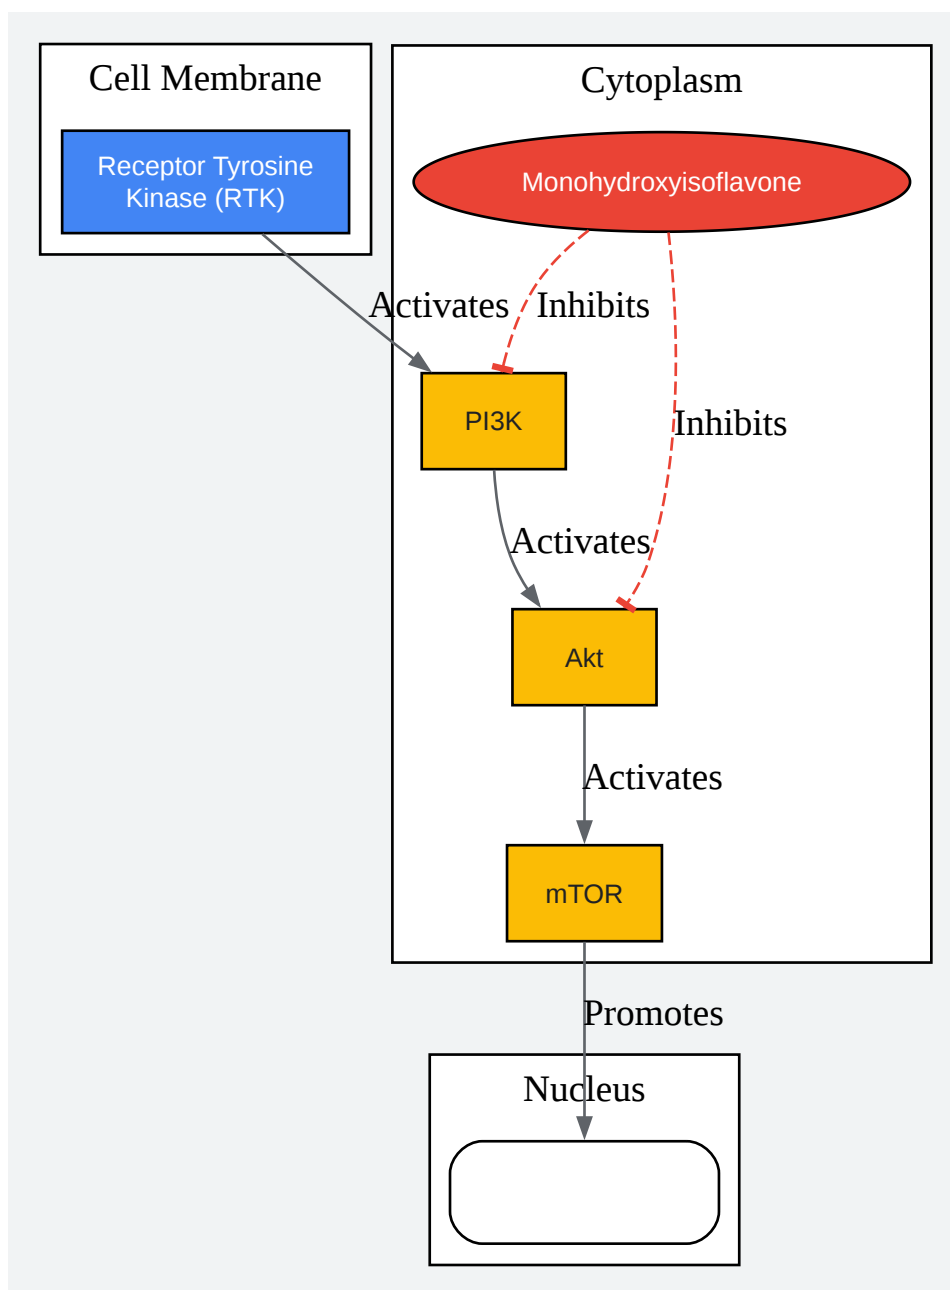 Cell Membrane
Receptor Tyrosine
Kinase (RTK)
Cytoplasm
Monohydroxyisoflavone
Activates
Inhibits
PI3K
Inhibits
Activates
Akt
Activates
mTOR
Promotes
Nucleus